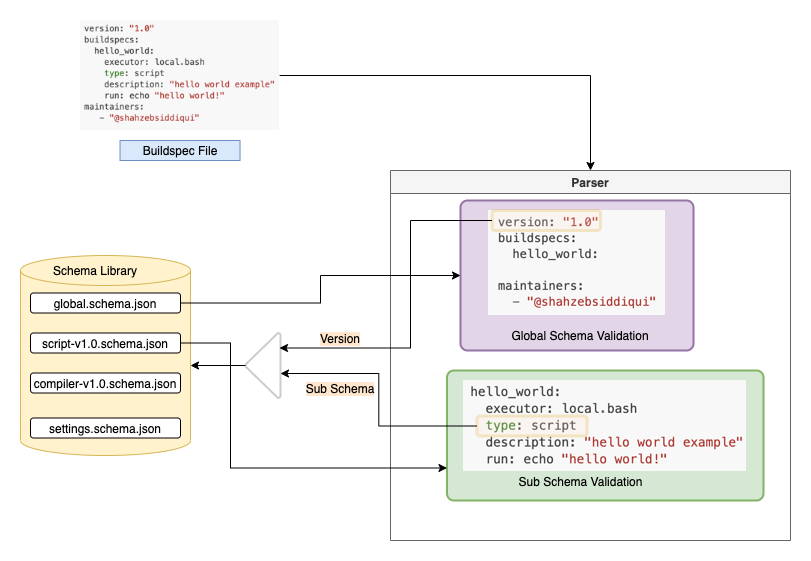 version: "1.0"
buildspecs:
hello_world:
executor: local.bash
type: script
description: "hello world example"
run: echo "hello world!"
maintainers:
- "@shahzebsiddiqui"
Buildspec File
Parser
version: "1.0"
buildspecs:
hello_world:
maintainers:
- "@shahzebsiddiqui"
Global Schema Validation
Schema Library
global.schema.json
script-v1.0.schema.json
compiler-v1.0.schema.json
settings.schema.json
Version
Sub Schema
hello_world:
executor: local.bash
type: script
description: "hello world example"
run: echo "hello world!"
Sub Schema Validation